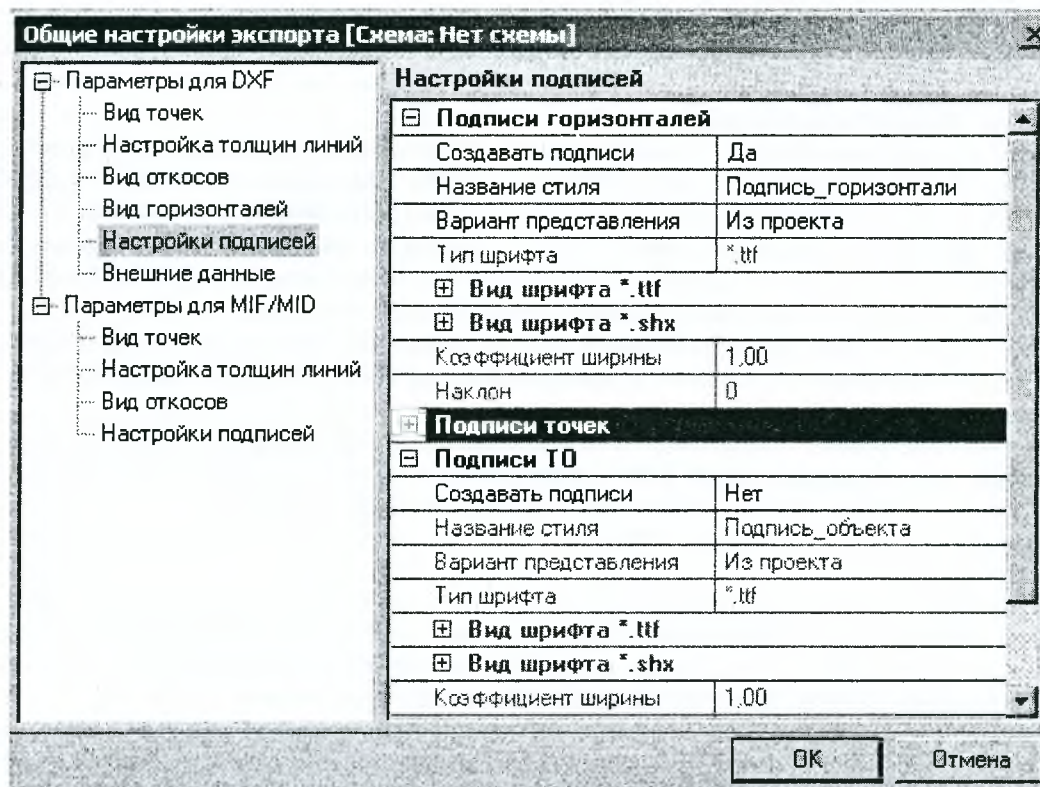 Общие настройки экспорта [Схема: Нет схемы]
Параметры для DXF
Вид точек
Настройка толщин линий
Вид откосов
Вид горизонталей
Настройки подписей
Внешние данные
Параметры для MIF/MID
Вид точек
Настройка толщин линий
Вид откосов
Настройки подписей
Настройки подписей
Подписи горизонталей
Создавать подписи Да
Название стиля Подпись_горизонтали
Вариант представления Из проекта
Тип шрифта *.ttf
Вид шрифта *.ttf
Вид шрифта *.shx
Коэффициент ширины 1,00
Наклон 0
Подписи точек
Подписи ТО
Создавать подписи Нет
Название стиля Подпись_объекта
Вариант представления Из проекта
Тип шрифта *.ttf
Вид шрифта *.ttf
Вид шрифта *.shx
Коэффициент ширины 1,00
ОК Отмена